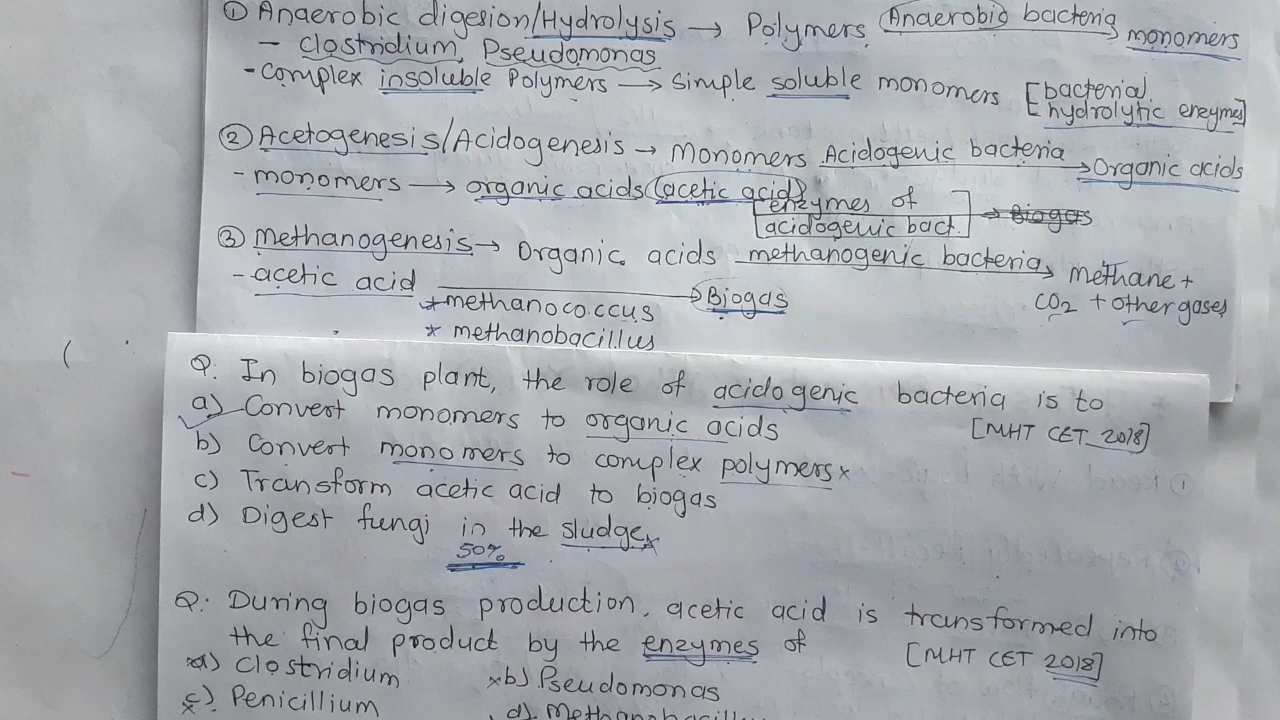 ① Anaerobic digesion/Hydrolysis → Polymers Anaerobic bacteria → monomers
- clostridium, Pseudomonas
- complex insoluble Polymers → simple soluble monomers [bacterial hydrolytic enzymes]
② Acetogenesis/Acidogenesis → Monomers Acidogenic bacteria → Organic acids
- monomers → organic acids (acetic acid)
[enzymes of acidogenic bact.] → Biogas
③ methanogenesis → Organic acids methanogenic bacteria → methane +
CO₂ + other gases
- acetic acid → Biogas
* methanococcus
* methanobacillus
Q. In biogas plant, the role of acidogenic bacteria is to
a) Convert monomers to organic acids [MHT CET 2018]
b) Convert monomers to complex polymers ×
c) Transform acetic acid to biogas
d) Digest fungi in the sludge ×
50%
Q. During biogas production, acetic acid is transformed into
the final product by the enzymes of [MHT CET 2018]
×a) Clostridium ×b) Pseudomonas
×c) Penicillium d)